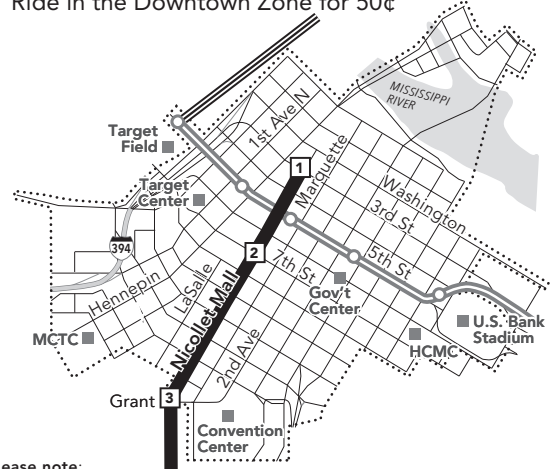 Ride in the Downtown Zone for 50¢
MISSISSIPPI
RIVER
1st Ave N
Target
Field
1
Marquette
Washington
Target
Center
3rd St
394
2
5th St
7th St
Hennepin
LaSalle
Gov't
Center
Nicollet Mall
U.S. Bank
Stadium
MCTC
HCMC
2nd Ave
Grant
3
Convention
Center
ease note: